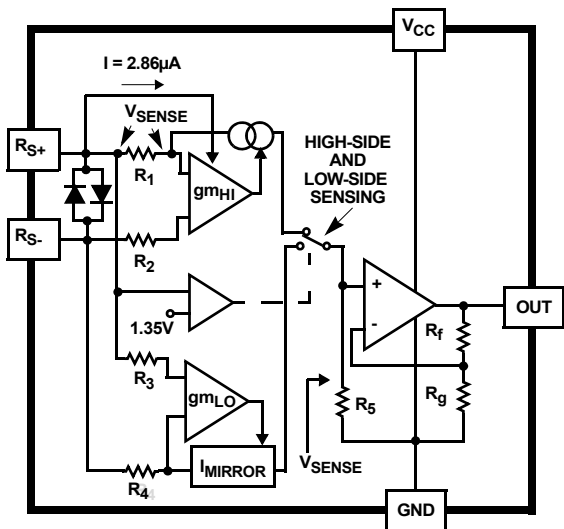 VCC
I = 2.86µA
VSENSE
RS+
R1
gmHI
HIGH-SIDE
AND
LOW-SIDE
SENSING
RS-
R2
+
OUT
1.35V
-
Rf
R3
gmLO
R5
Rg
IMIRROR
VSENSE
R4
GND